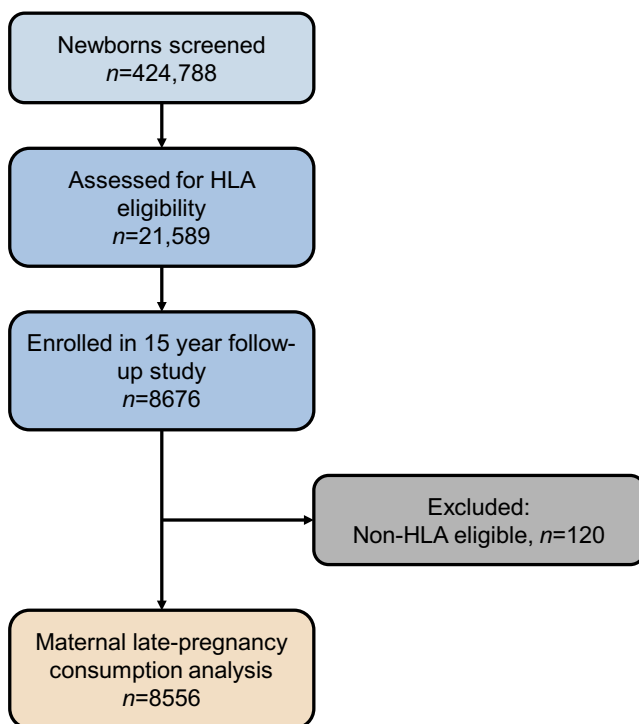 Newborns screened
n=424,788
Assessed for HLA
eligibility
n=21,589
Enrolled in 15 year follow-
up study
n=8676
Excluded:
Non-HLA eligible, n=120
Maternal late-pregnancy
consumption analysis
n=8556